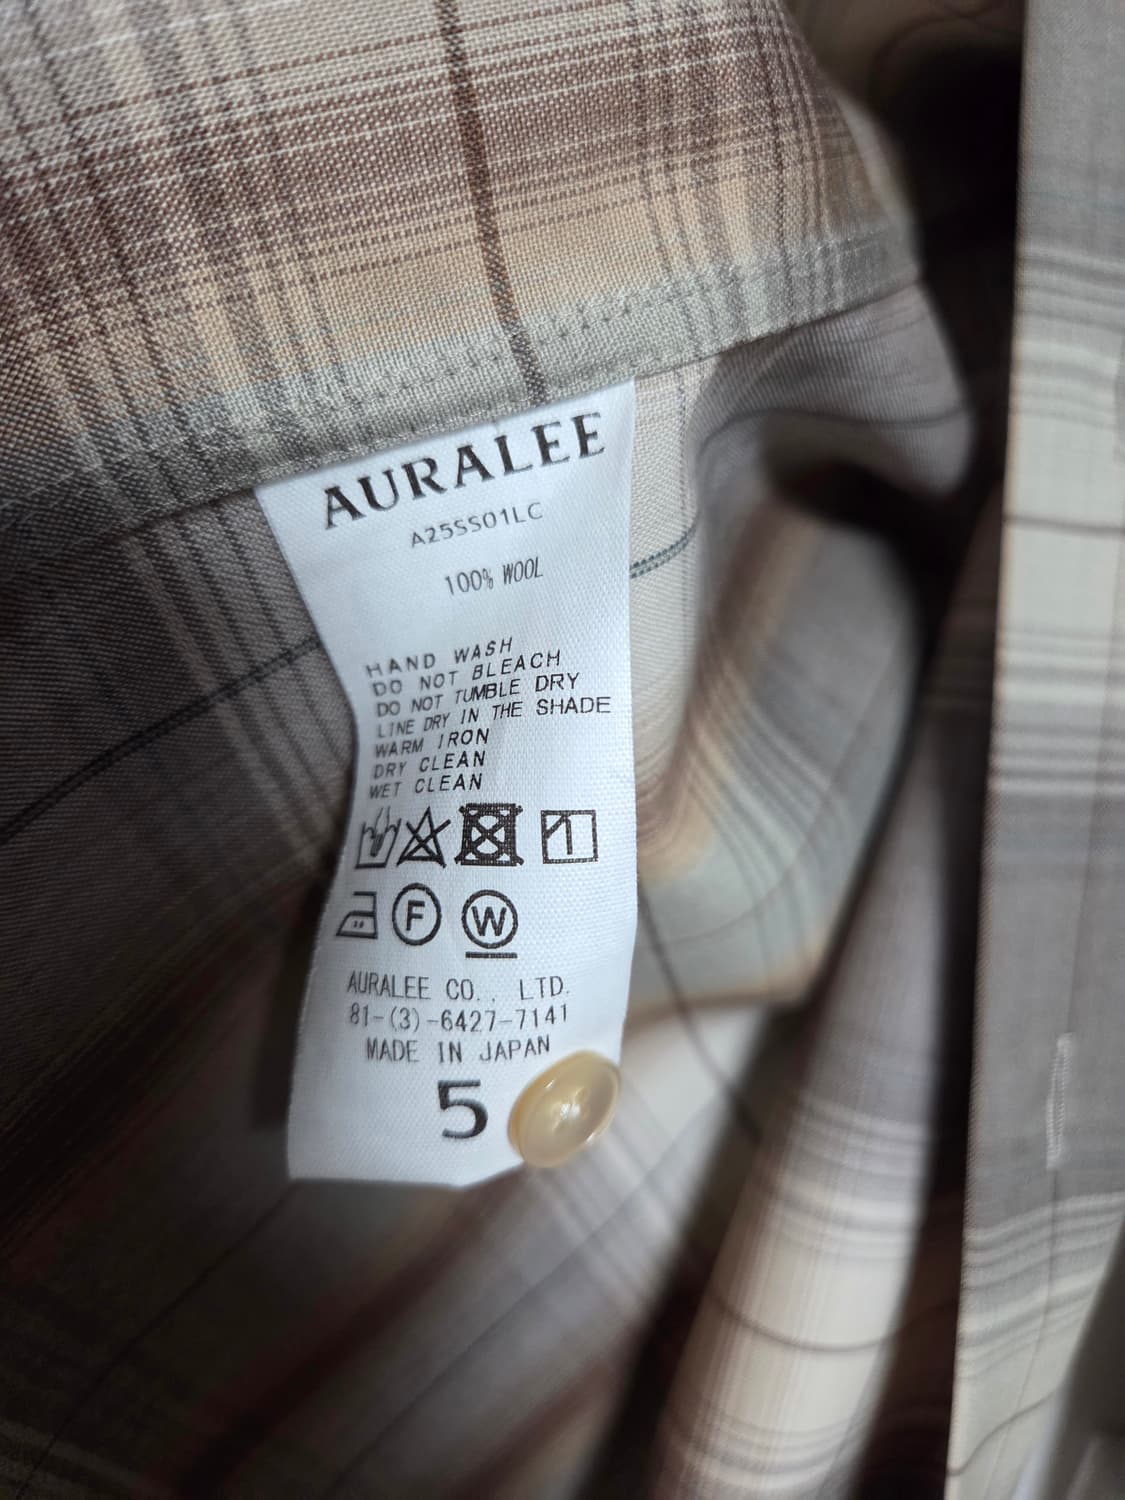 AURALEE
A25SS01LC
100% WOOL
HAND WASH
DO NOT BLEACH
DO NOT TUMBLE DRY
LINE DRY IN THE SHADE
WARM IRON
DRY CLEAN
WET CLEAN
F W
AURALEE CO., LTD.
81-(3)-6427-7141
MADE IN JAPAN
5